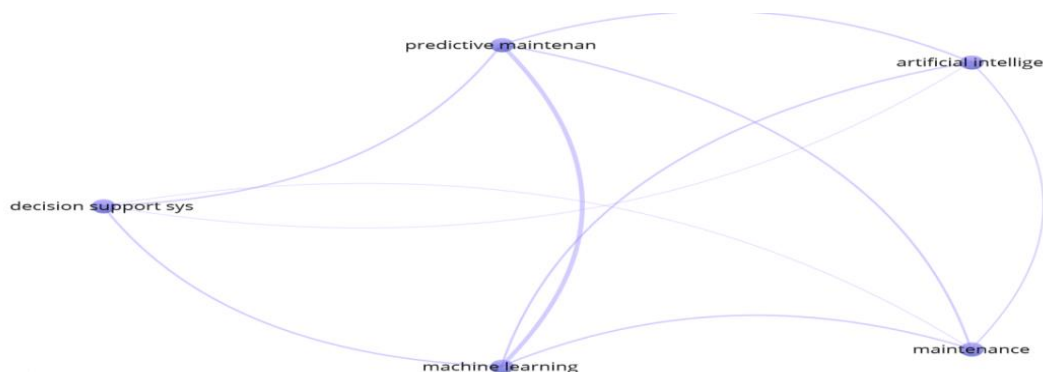 predictive maintenan
artificial intellige
decision support sys
maintenance
machine learning